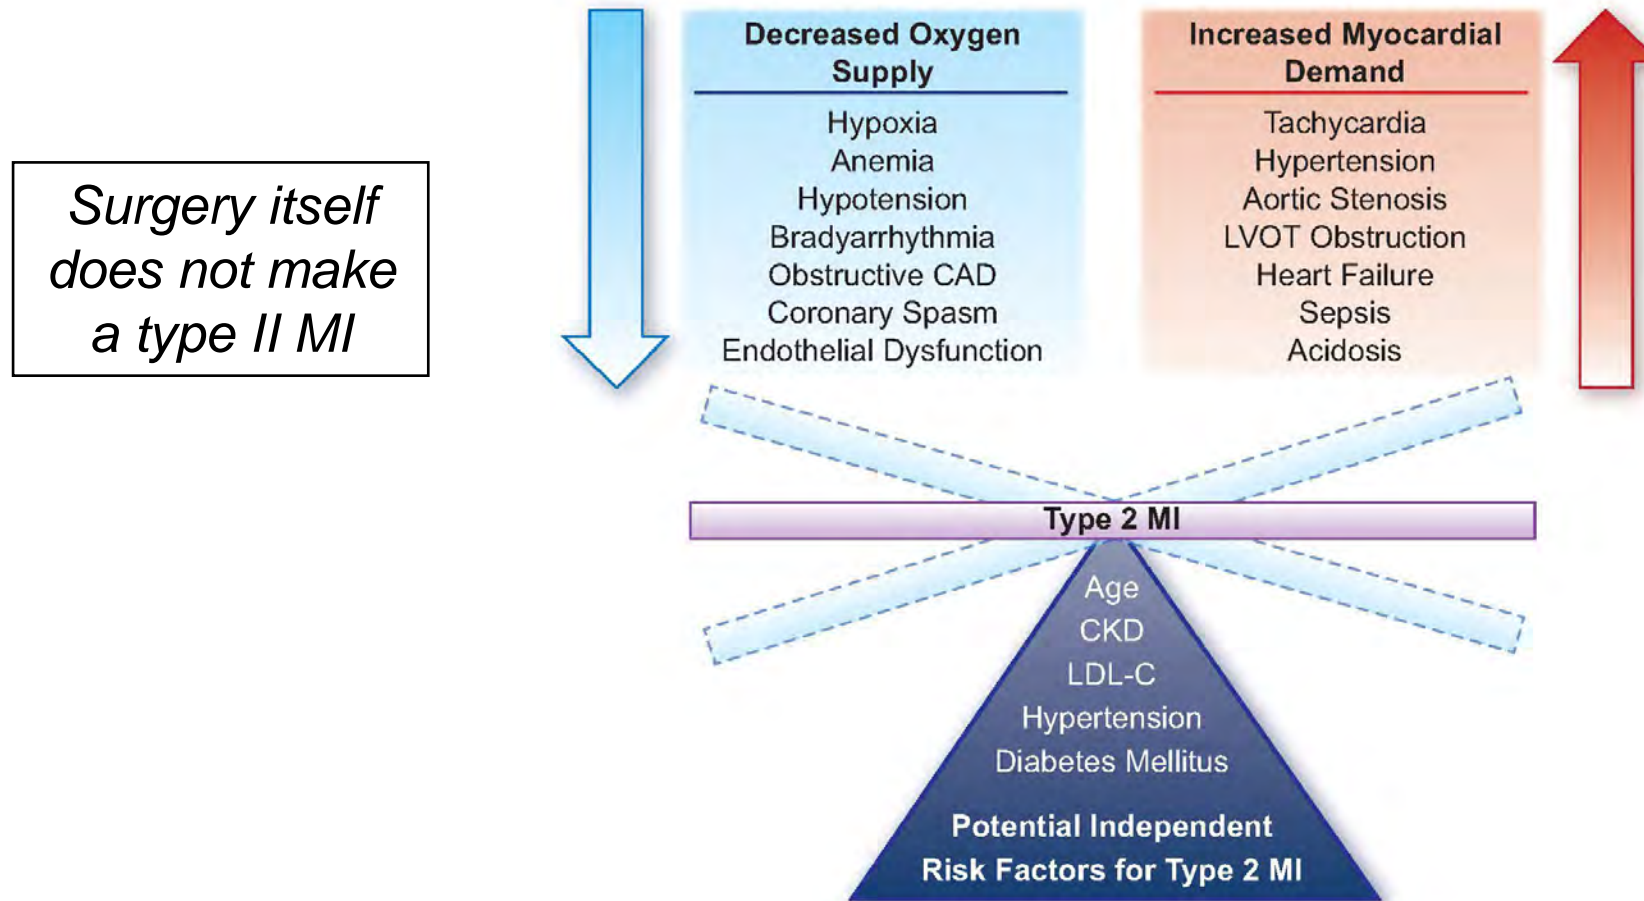 Surgery itself
does not make
a type II MI
Decreased Oxygen
Supply
Hypoxia
Anemia
Hypotension
Bradyarrhythmia
Obstructive CAD
Coronary Spasm
Endothelial Dysfunction
Increased Myocardial
Demand
Tachycardia
Hypertension
Aortic Stenosis
LVOT Obstruction
Heart Failure
Sepsis
Acidosis
Type 2 MI
Age
CKD
LDL-C
Hypertension
Diabetes Mellitus
Potential Independent
Risk Factors for Type 2 MI